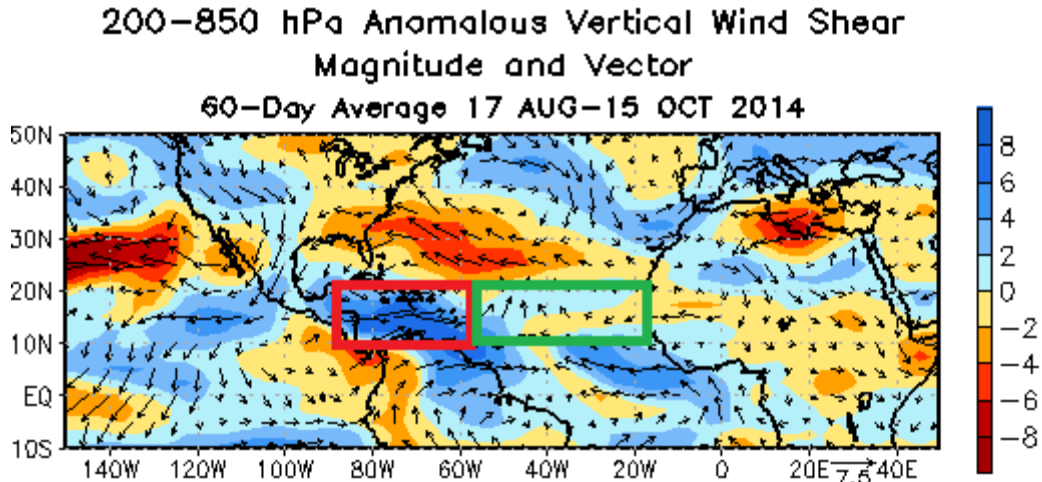 200-850 hPa Anomalous Vertical Wind Shear
Magnitude and Vector
60-Day Average 17 AUG-15 OCT 2014
50N
40N
30N
20N
10N
EQ
10S
140W 120W 100W 80W 60W 40W 20W 0 20E 40E
7.5
8
6
4
2
0
-2
-4
-6
-8